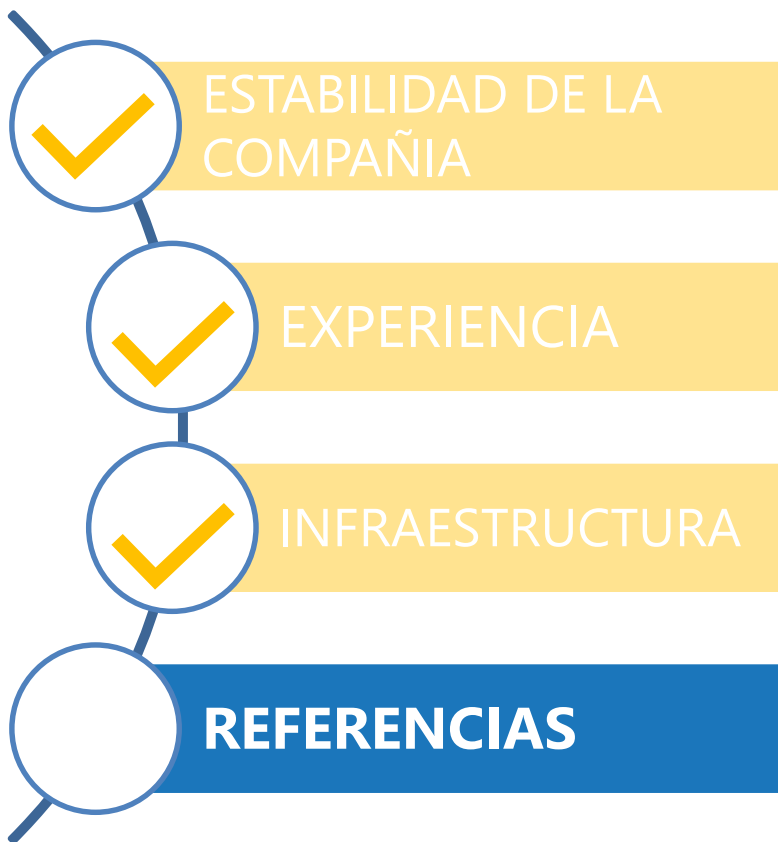 ESTABILIDAD DE LA
COMPAÑIA
EXPERIENCIA
INFRAESTRUCTURA
REFERENCIAS